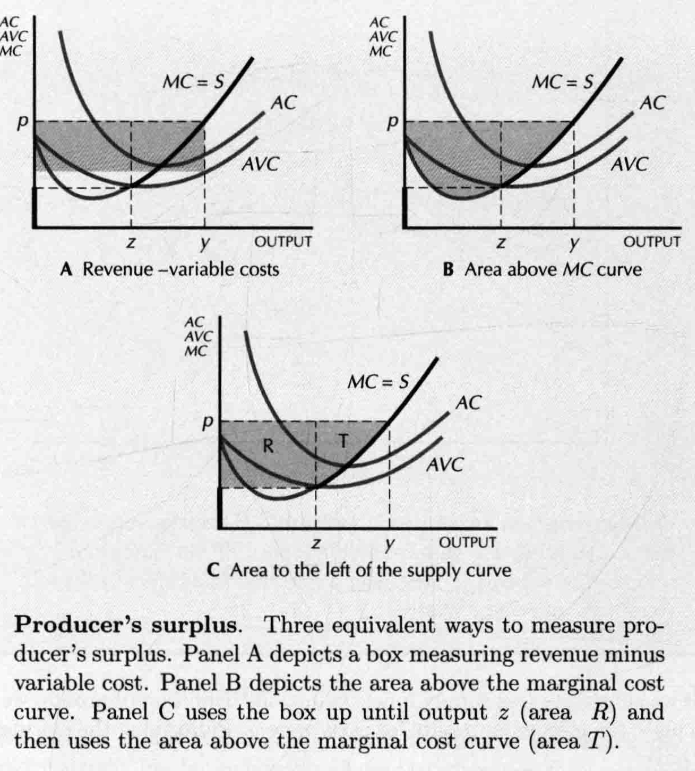 AC
AVC
MC
MC = S
AC
p
AVC
z
y
OUTPUT
A Revenue –variable costs
AC
AVC
MC
MC = S
AC
p
AVC
z
y
OUTPUT
B Area above MC curve
AC
AVC
MC
MC = S
AC
p
R
T
AVC
z
y
OUTPUT
C Area to the left of the supply curve
Producer's surplus. Three equivalent ways to measure pro-
ducer's surplus. Panel A depicts a box measuring revenue minus
variable cost. Panel B depicts the area above the marginal cost
curve. Panel C uses the box up until output z (area R) and
then uses the area above the marginal cost curve (area T).